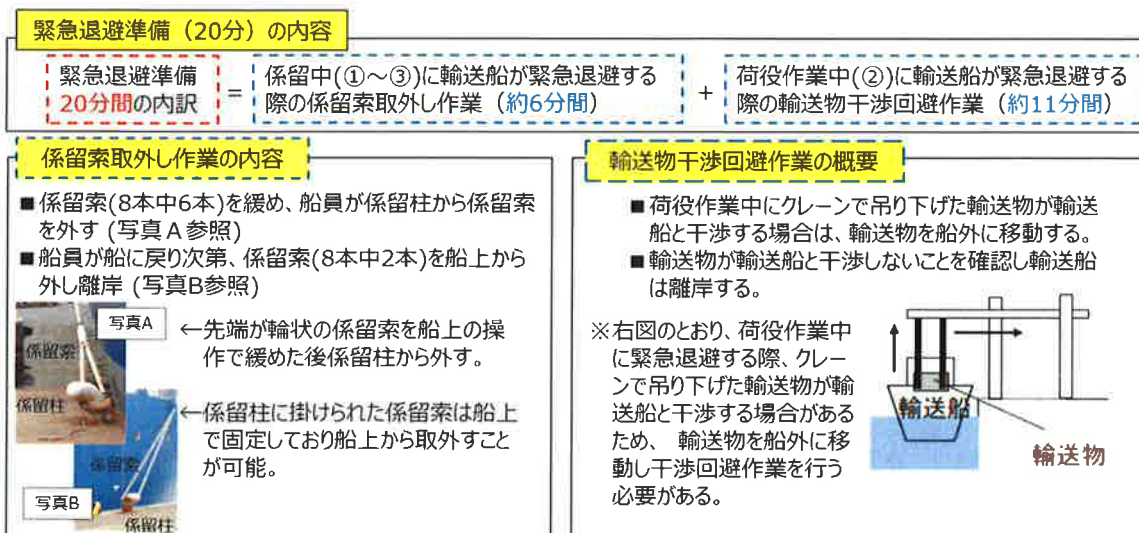 緊急退避準備（20分）の内容
緊急退避準備
20分間の内訳
=
係留中(①～③)に輸送船が緊急退避する
際の係留索取外し作業（約6分間）
+
荷役作業中(②)に輸送船が緊急退避する
際の輸送物干渉回避作業（約11分間）
係留索取外し作業の内容
■係留索(8本中6本)を緩め、船員が係留柱から係留索
を外す (写真A参照)
■船員が船に戻り次第、係留索(8本中2本)を船上から
外し離岸 (写真B参照)
写真A
係留索
係留柱
←先端が輪状の係留索を船上の操
作で緩めた後係留柱から外す。
←係留柱に掛けられた係留索は船上
で固定しており船上から取外すこと
が可能。
係留索
写真B
係留柱
輸送物干渉回避作業の概要
■荷役作業中にクレーンで吊り下げた輸送物が輸送
船と干渉する場合は、輸送物を船外に移動する。
■輸送物が輸送船と干渉しないことを確認し輸送船
は離岸する。
※右図のとおり、荷役作業中
に緊急退避する際、クレー
ンで吊り下げた輸送物が輸
送船と干渉する場合がある
ため、 輸送物を船外に移
動し干渉回避作業を行う
必要がある。
輸送船
輸送物